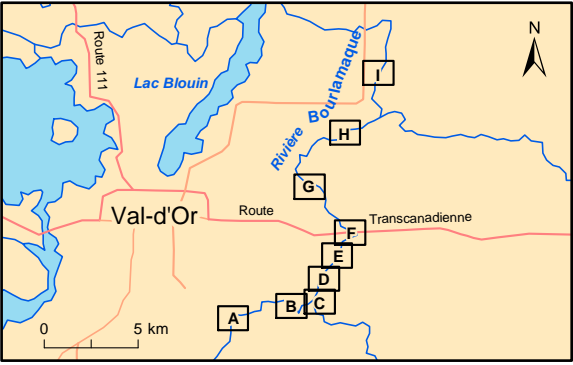 N
Route 111
Lac Blouin
Rivière Bourlamaque
I
H
G
Val-d'Or
Route Transcanadienne
F
E
D
C
B
A
0 5 km